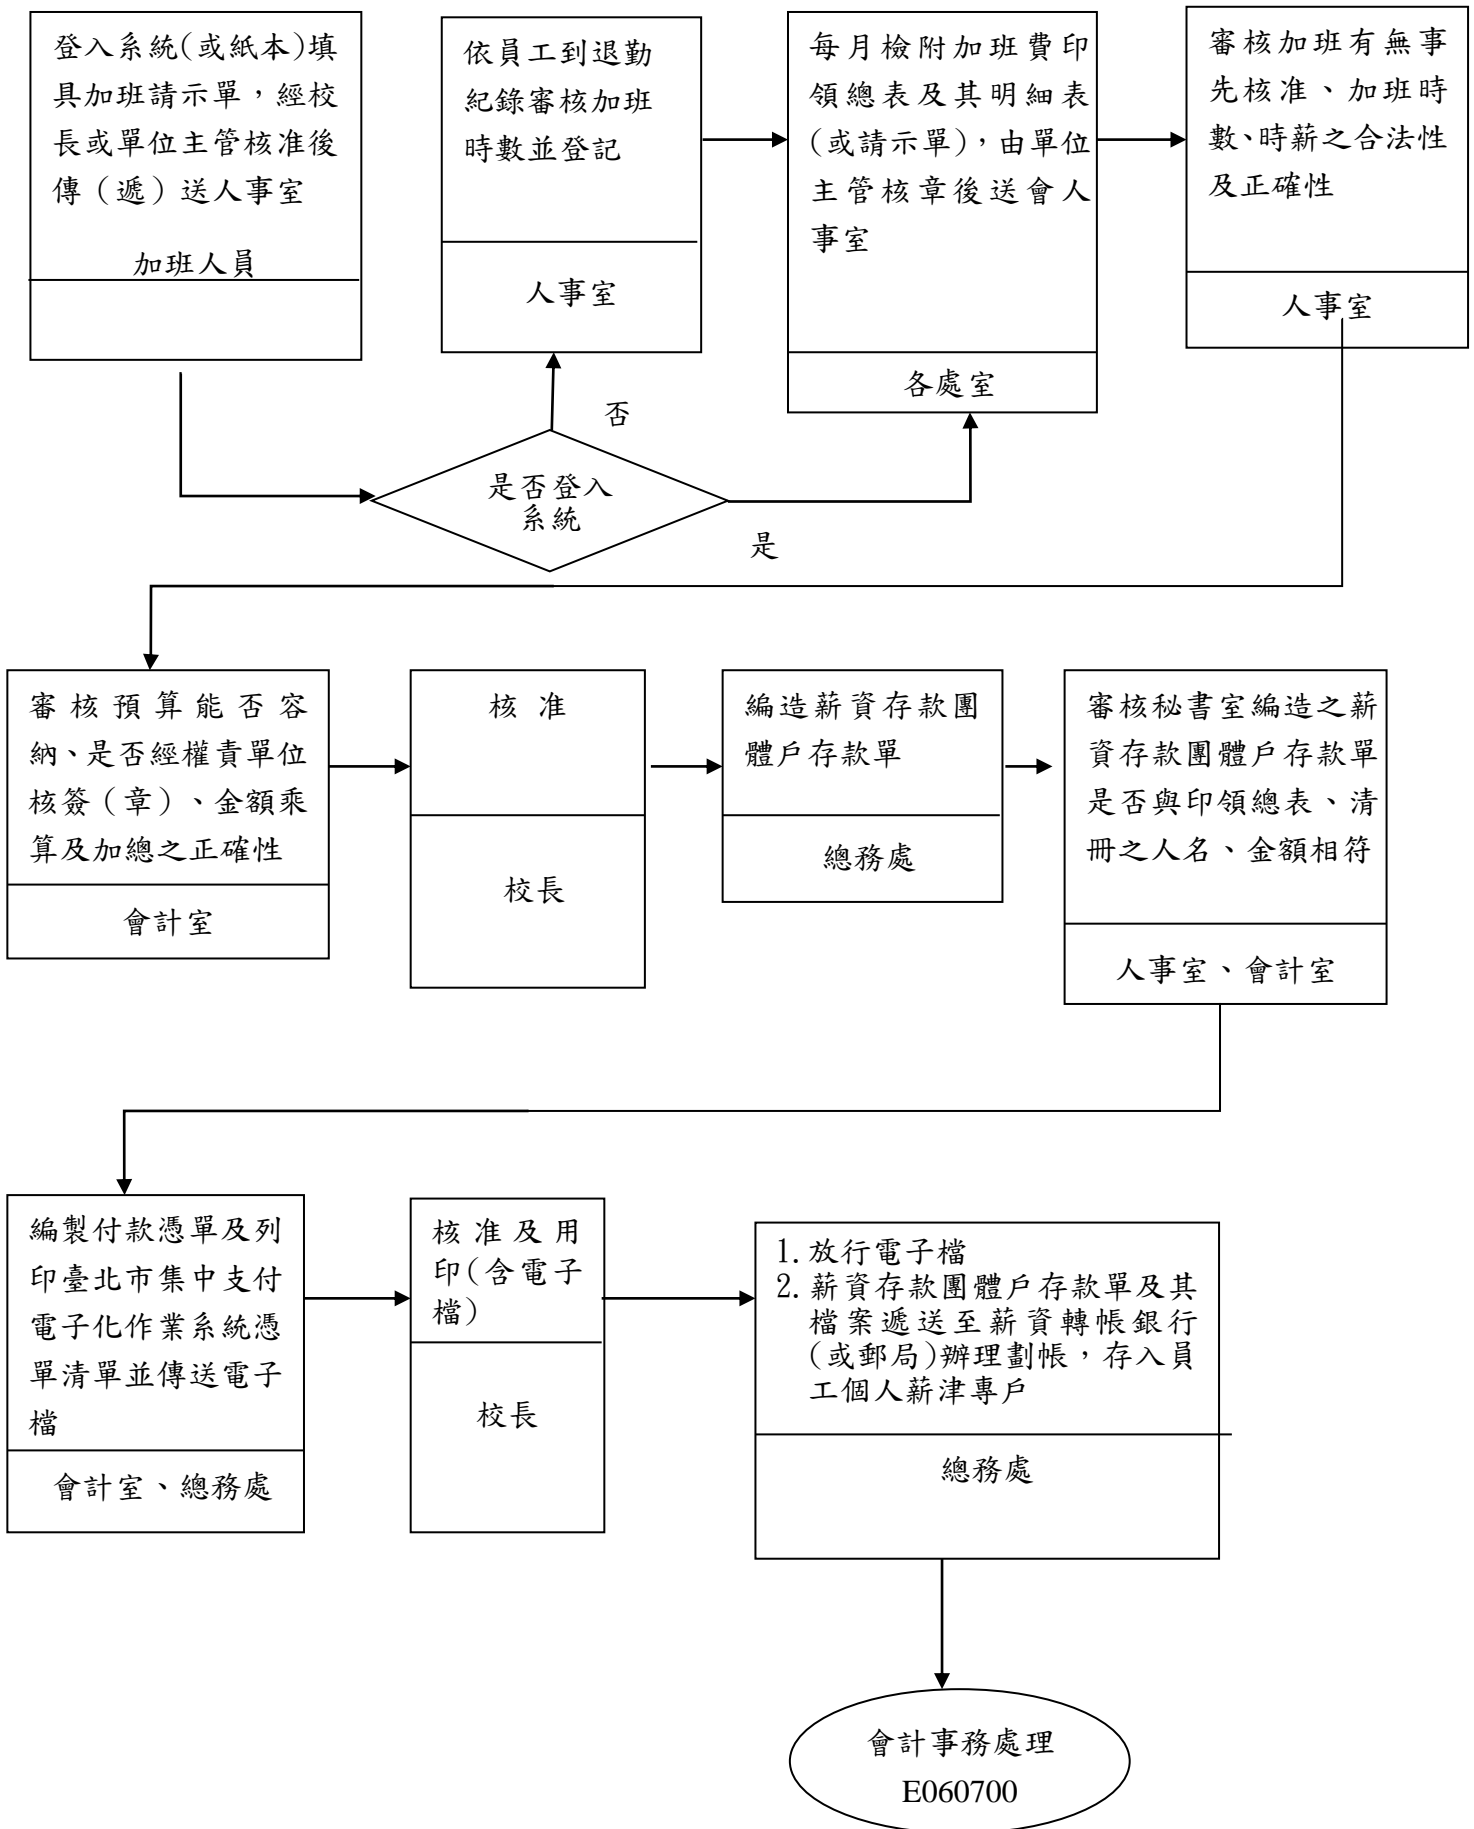 登入系統(或紙本)填
具加班請示單，經校
長或單位主管核准後
傳（遞）送人事室
加班人員
依員工到退勤
紀錄審核加班
時數並登記
人事室
每月檢附加班費印
領總表及其明細表
(或請示單)，由單位
主管核章後送會人
事室
各處室
審核加班有無事
先核准、加班時
數、時薪之合法性
及正確性
人事室
否
是否登入
系統
是
審核預算能否容
納、是否經權責單位
核簽（章）、金額乘
算及加總之正確性
會計室
核准
校長
編造薪資存款團
體戶存款單
總務處
審核秘書室編造之薪
資存款團體戶存款單
是否與印領總表、清
冊之人名、金額相符
人事室、會計室
編製付款憑單及列
印臺北市集中支付
電子化作業系統憑
單清單並傳送電子
檔
會計室、總務處
核准及用
印(含電子
檔)
校長
1.放行電子檔
2.薪資存款團體戶存款單及其
檔案遞送至薪資轉帳銀行
(或郵局)辦理劃帳，存入員
工個人薪津專戶
總務處
會計事務處理
E060700